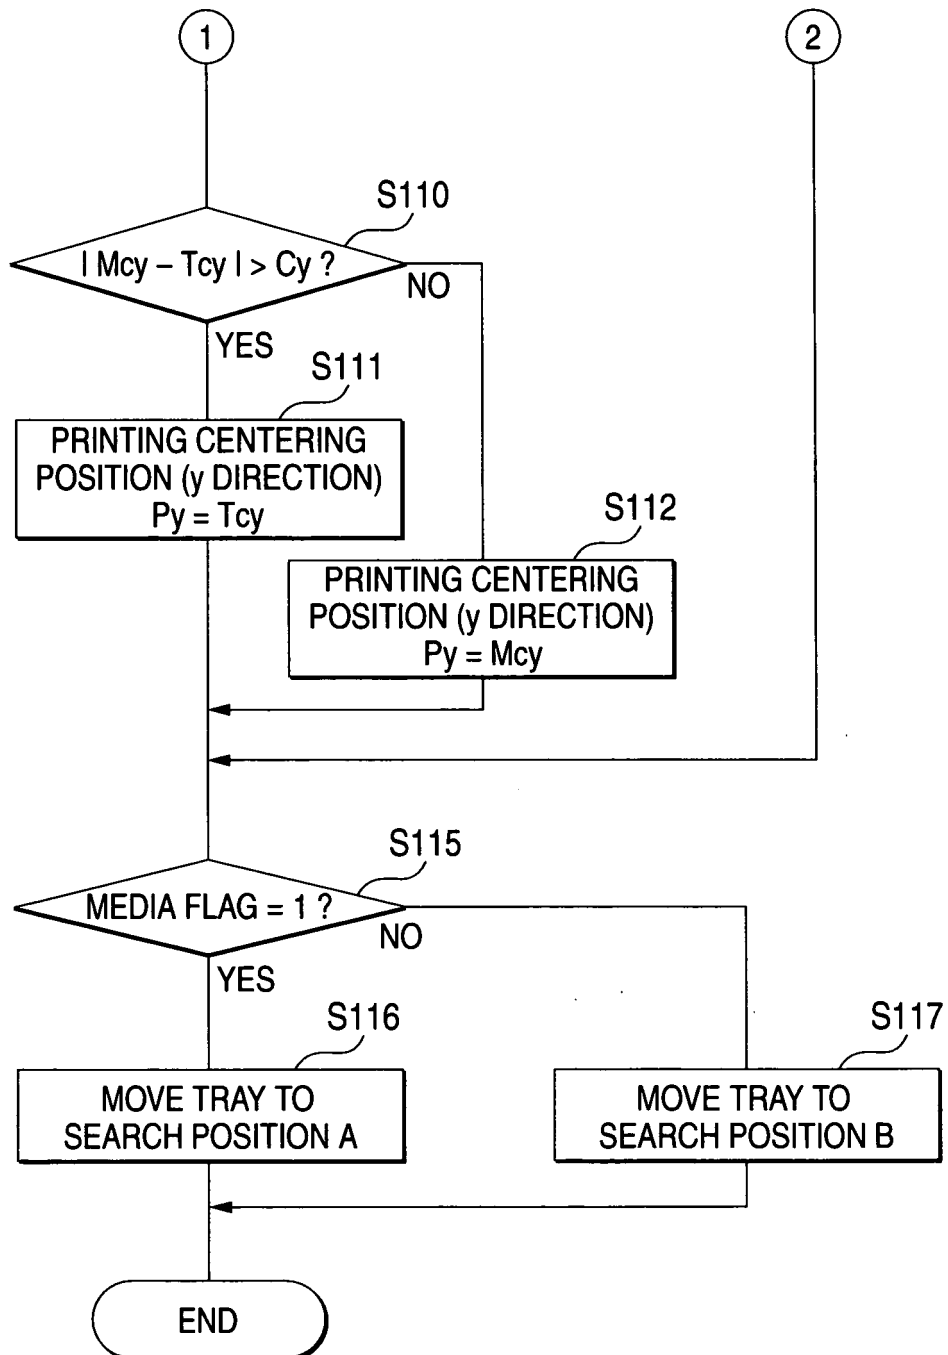 1
2
S110
| Mcy – Tcy | > Cy ?
NO
YES
S111
PRINTING CENTERING
POSITION (y DIRECTION)
Py = Tcy
S112
PRINTING CENTERING
POSITION (y DIRECTION)
Py = Mcy
S115
MEDIA FLAG = 1 ?
NO
YES
S116
MOVE TRAY TO
SEARCH POSITION A
S117
MOVE TRAY TO
SEARCH POSITION B
END